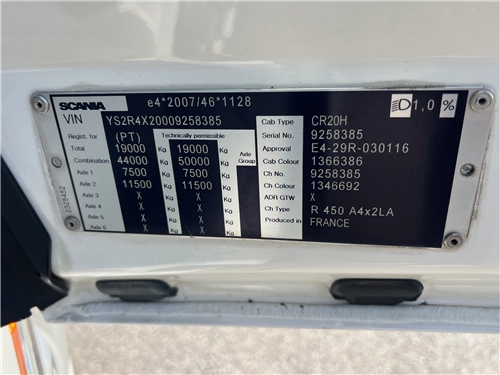 SCANIA e4*2007/46*1128 1,0 %
VIN YS2R4X20009258385 Cab Type CR20H
Regist. for (PT) Technically permissible Serial No. 9258385
Total 19000 Kg 19000 Kg Axle Group Approval E4-29R-030116
Combination 44000 Kg 50000 Kg Cab Colour 1366386
Axle 1 7500 Kg 7500 Kg Ch No. 9258385
Axle 2 11500 Kg 11500 Kg Ch Colour 1346692
Axle 3 X Kg X Kg ADR GTW X
Axle 4 X Kg X Kg Ch Type R 450 A4x2LA
Axle 5 X Kg X Kg Produced in FRANCE
Axle 6 X Kg X Kg
2325452